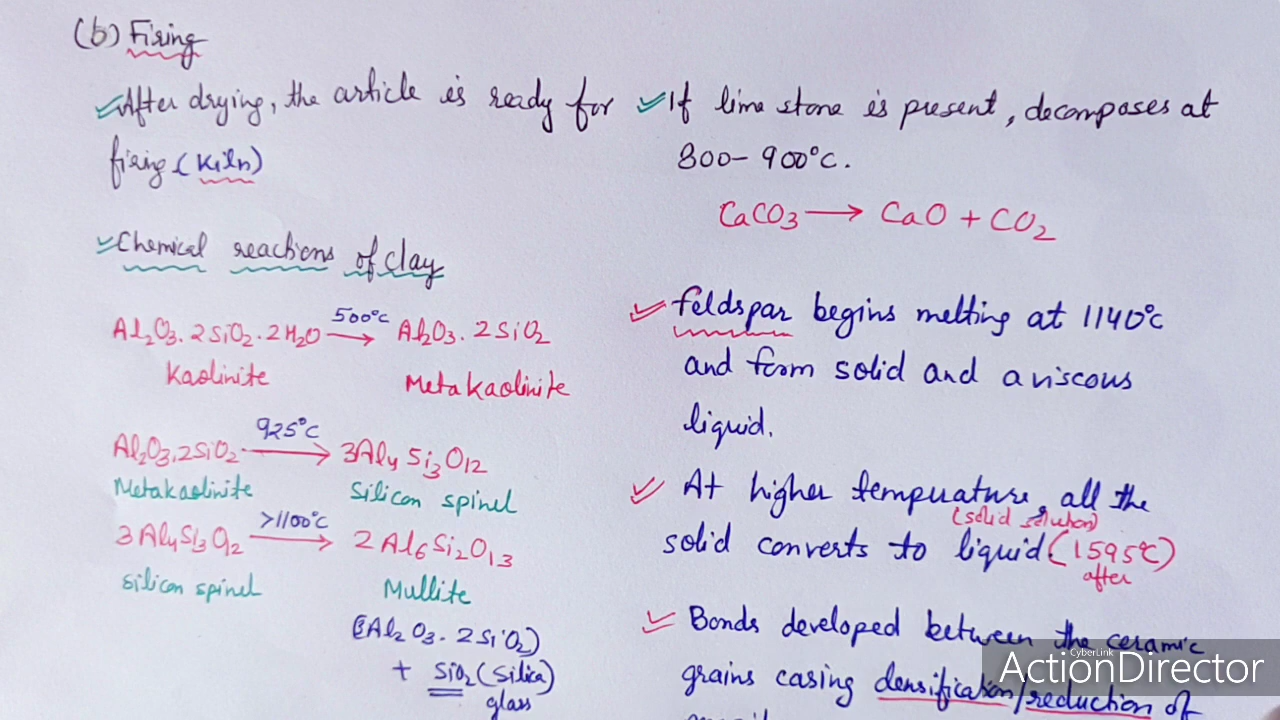 (b) Firing
✓After drying, the article is ready for
firing (Kiln)
✓Chemical reactions of clay
Al₂O₃.2SiO₂.2H₂O —500°C→ Al₂O₃.2SiO₂
Kaolinite Metakaolinite
Al₂O₃.2SiO₂ —925°C→ 3Al₄Si₃O₁₂
Metakaolinite Silicon spinel
3Al₄Si₃O₁₂ —>1100°C→ 2Al₆Si₂O₁₃
Silicon spinel Mullite
(3Al₂O₃.2SiO₂)
+ SiO₂ (Silica)
glass
✓If lime stone is present, decomposes at
800-900°C.
CaCO₃ → CaO + CO₂
✓feldspar begins melting at 1140°C
and form solid and a viscous
liquid.
✓At higher temperature, all the
(solid solution)
solid converts to liquid (1595°C)
after
✓Bonds developed between the ceramic
grains casing densification/reduction of
CyberLink
ActionDirector